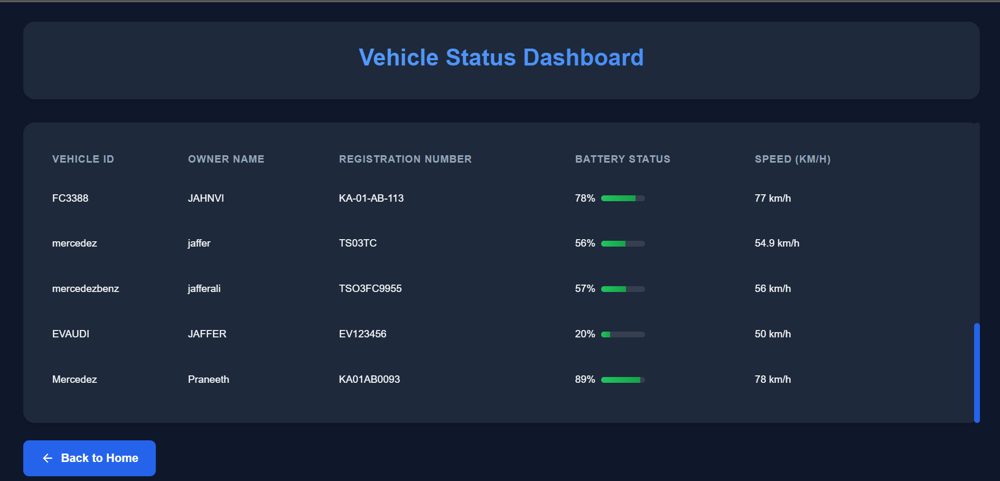 Vehicle Status Dashboard
VEHICLE ID OWNER NAME REGISTRATION NUMBER BATTERY STATUS SPEED (KM/H)
FC3388 JAHNVI KA-01-AB-113 78% 77 km/h
mercedez jaffer TS03TC 56% 54.9 km/h
mercedezbenz jafferali TSO3FC9955 57% 56 km/h
EVAUDI JAFFER EV123456 20% 50 km/h
Mercedez Praneeth KA01AB0093 89% 78 km/h
Back to Home